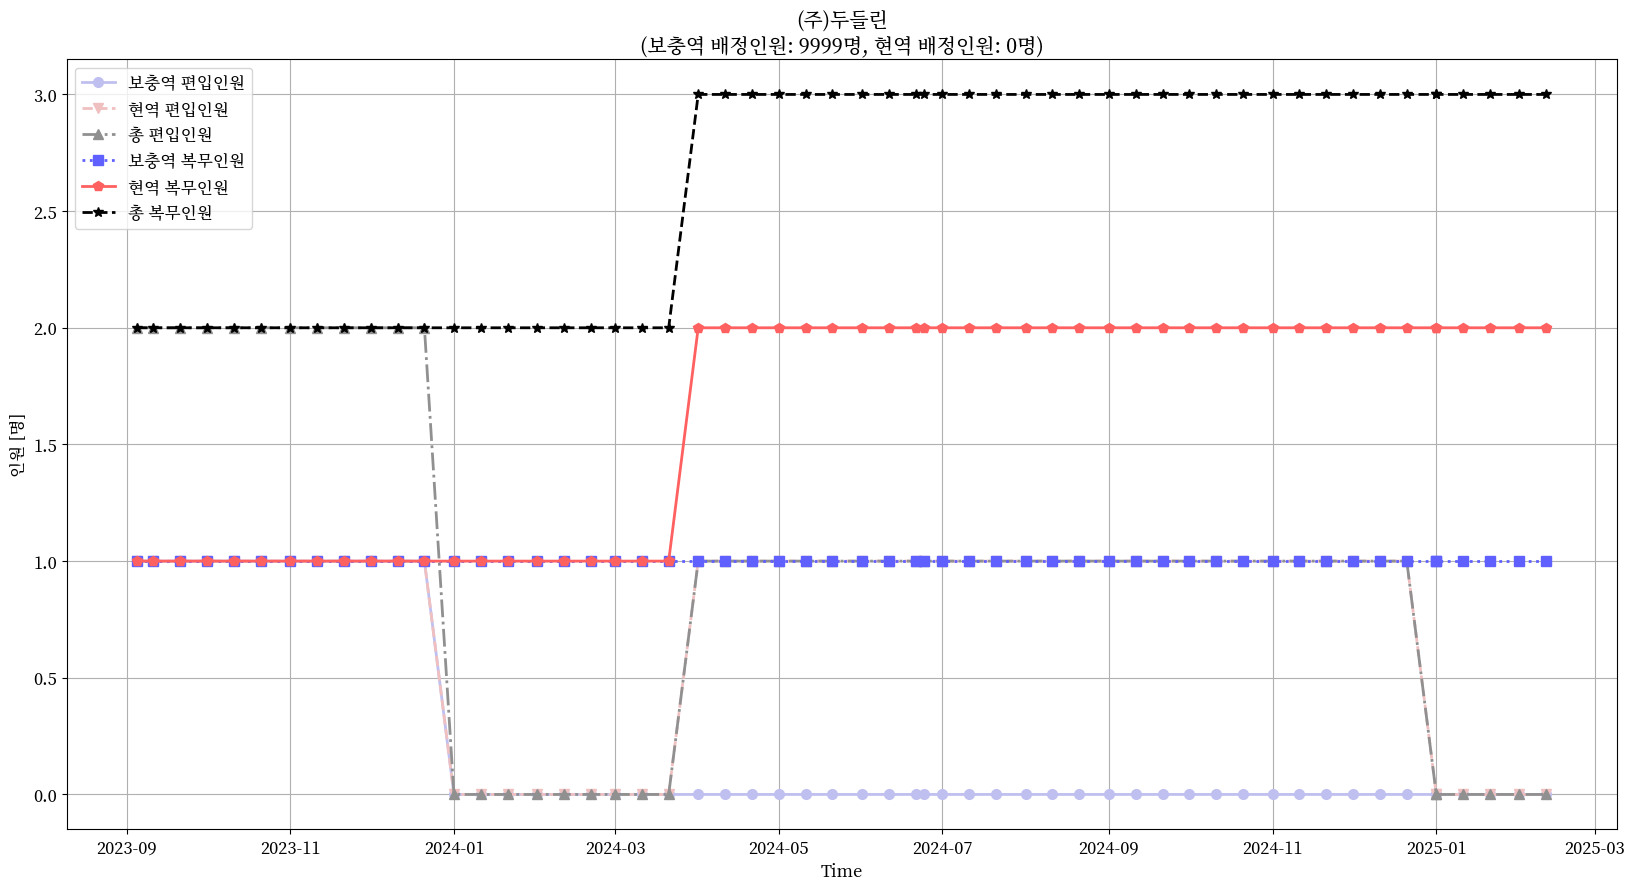 (주)두들린
(보충역 배정인원: 9999명, 현역 배정인원: 0명)
보충역 편입인원
현역 편입인원
총 편입인원
보충역 복무인원
현역 복무인원
총 복무인원
3.0
2.5
2.0
1.5
1.0
0.5
0.0
인원 [명]
2023-09 2023-11 2024-01 2024-03 2024-05 2024-07 2024-09 2024-11 2025-01 2025-03
Time